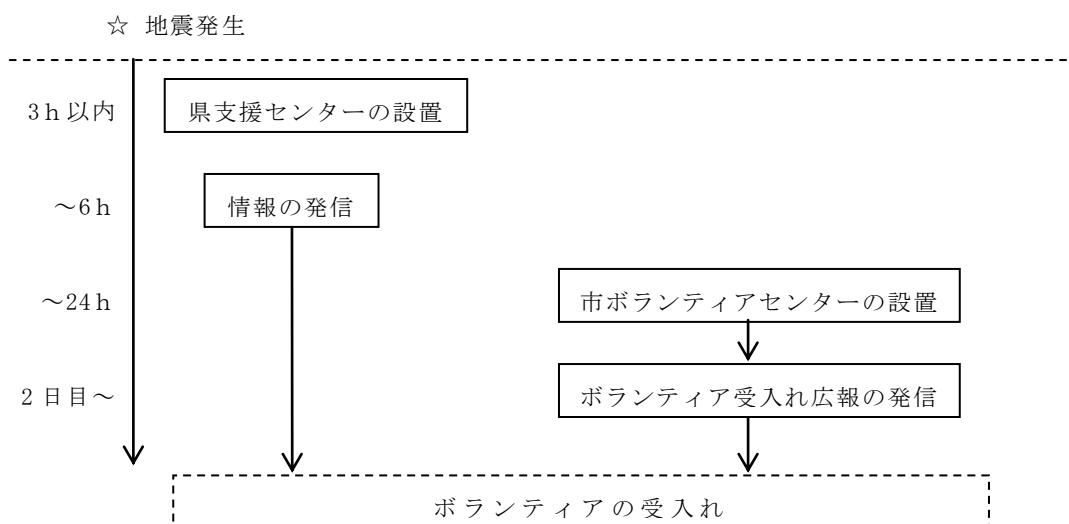 ☆ 地震発生
3h以内
県支援センターの設置
～6h
情報の発信
～24h
市ボランティアセンターの設置
2日目～
ボランティア受入れ広報の発信
ボランティアの受入れ